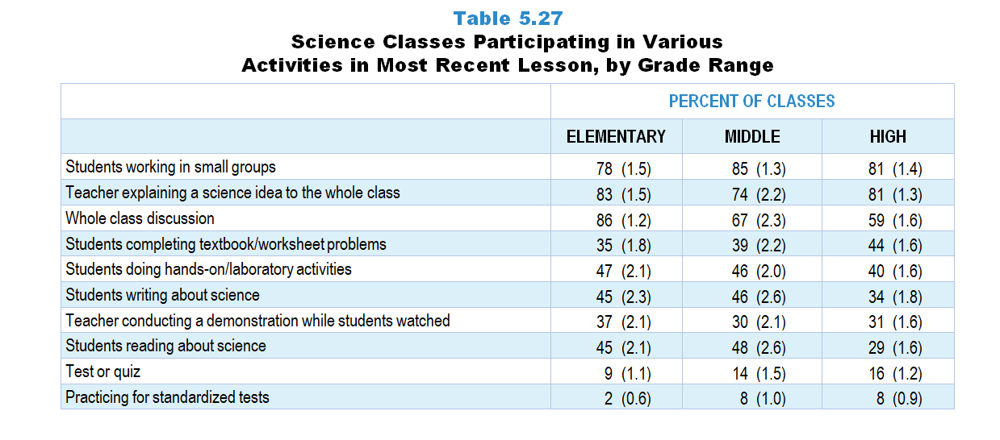 Table 5.27
Science Classes Participating in Various
Activities in Most Recent Lesson, by Grade Range
PERCENT OF CLASSES
ELEMENTARY MIDDLE HIGH
Students working in small groups 78 (1.5) 85 (1.3) 81 (1.4)
Teacher explaining a science idea to the whole class 83 (1.5) 74 (2.2) 81 (1.3)
Whole class discussion 86 (1.2) 67 (2.3) 59 (1.6)
Students completing textbook/worksheet problems 35 (1.8) 39 (2.2) 44 (1.6)
Students doing hands-on/laboratory activities 47 (2.1) 46 (2.0) 40 (1.6)
Students writing about science 45 (2.3) 46 (2.6) 34 (1.8)
Teacher conducting a demonstration while students watched 37 (2.1) 30 (2.1) 31 (1.6)
Students reading about science 45 (2.1) 48 (2.6) 29 (1.6)
Test or quiz 9 (1.1) 14 (1.5) 16 (1.2)
Practicing for standardized tests 2 (0.6) 8 (1.0) 8 (0.9)